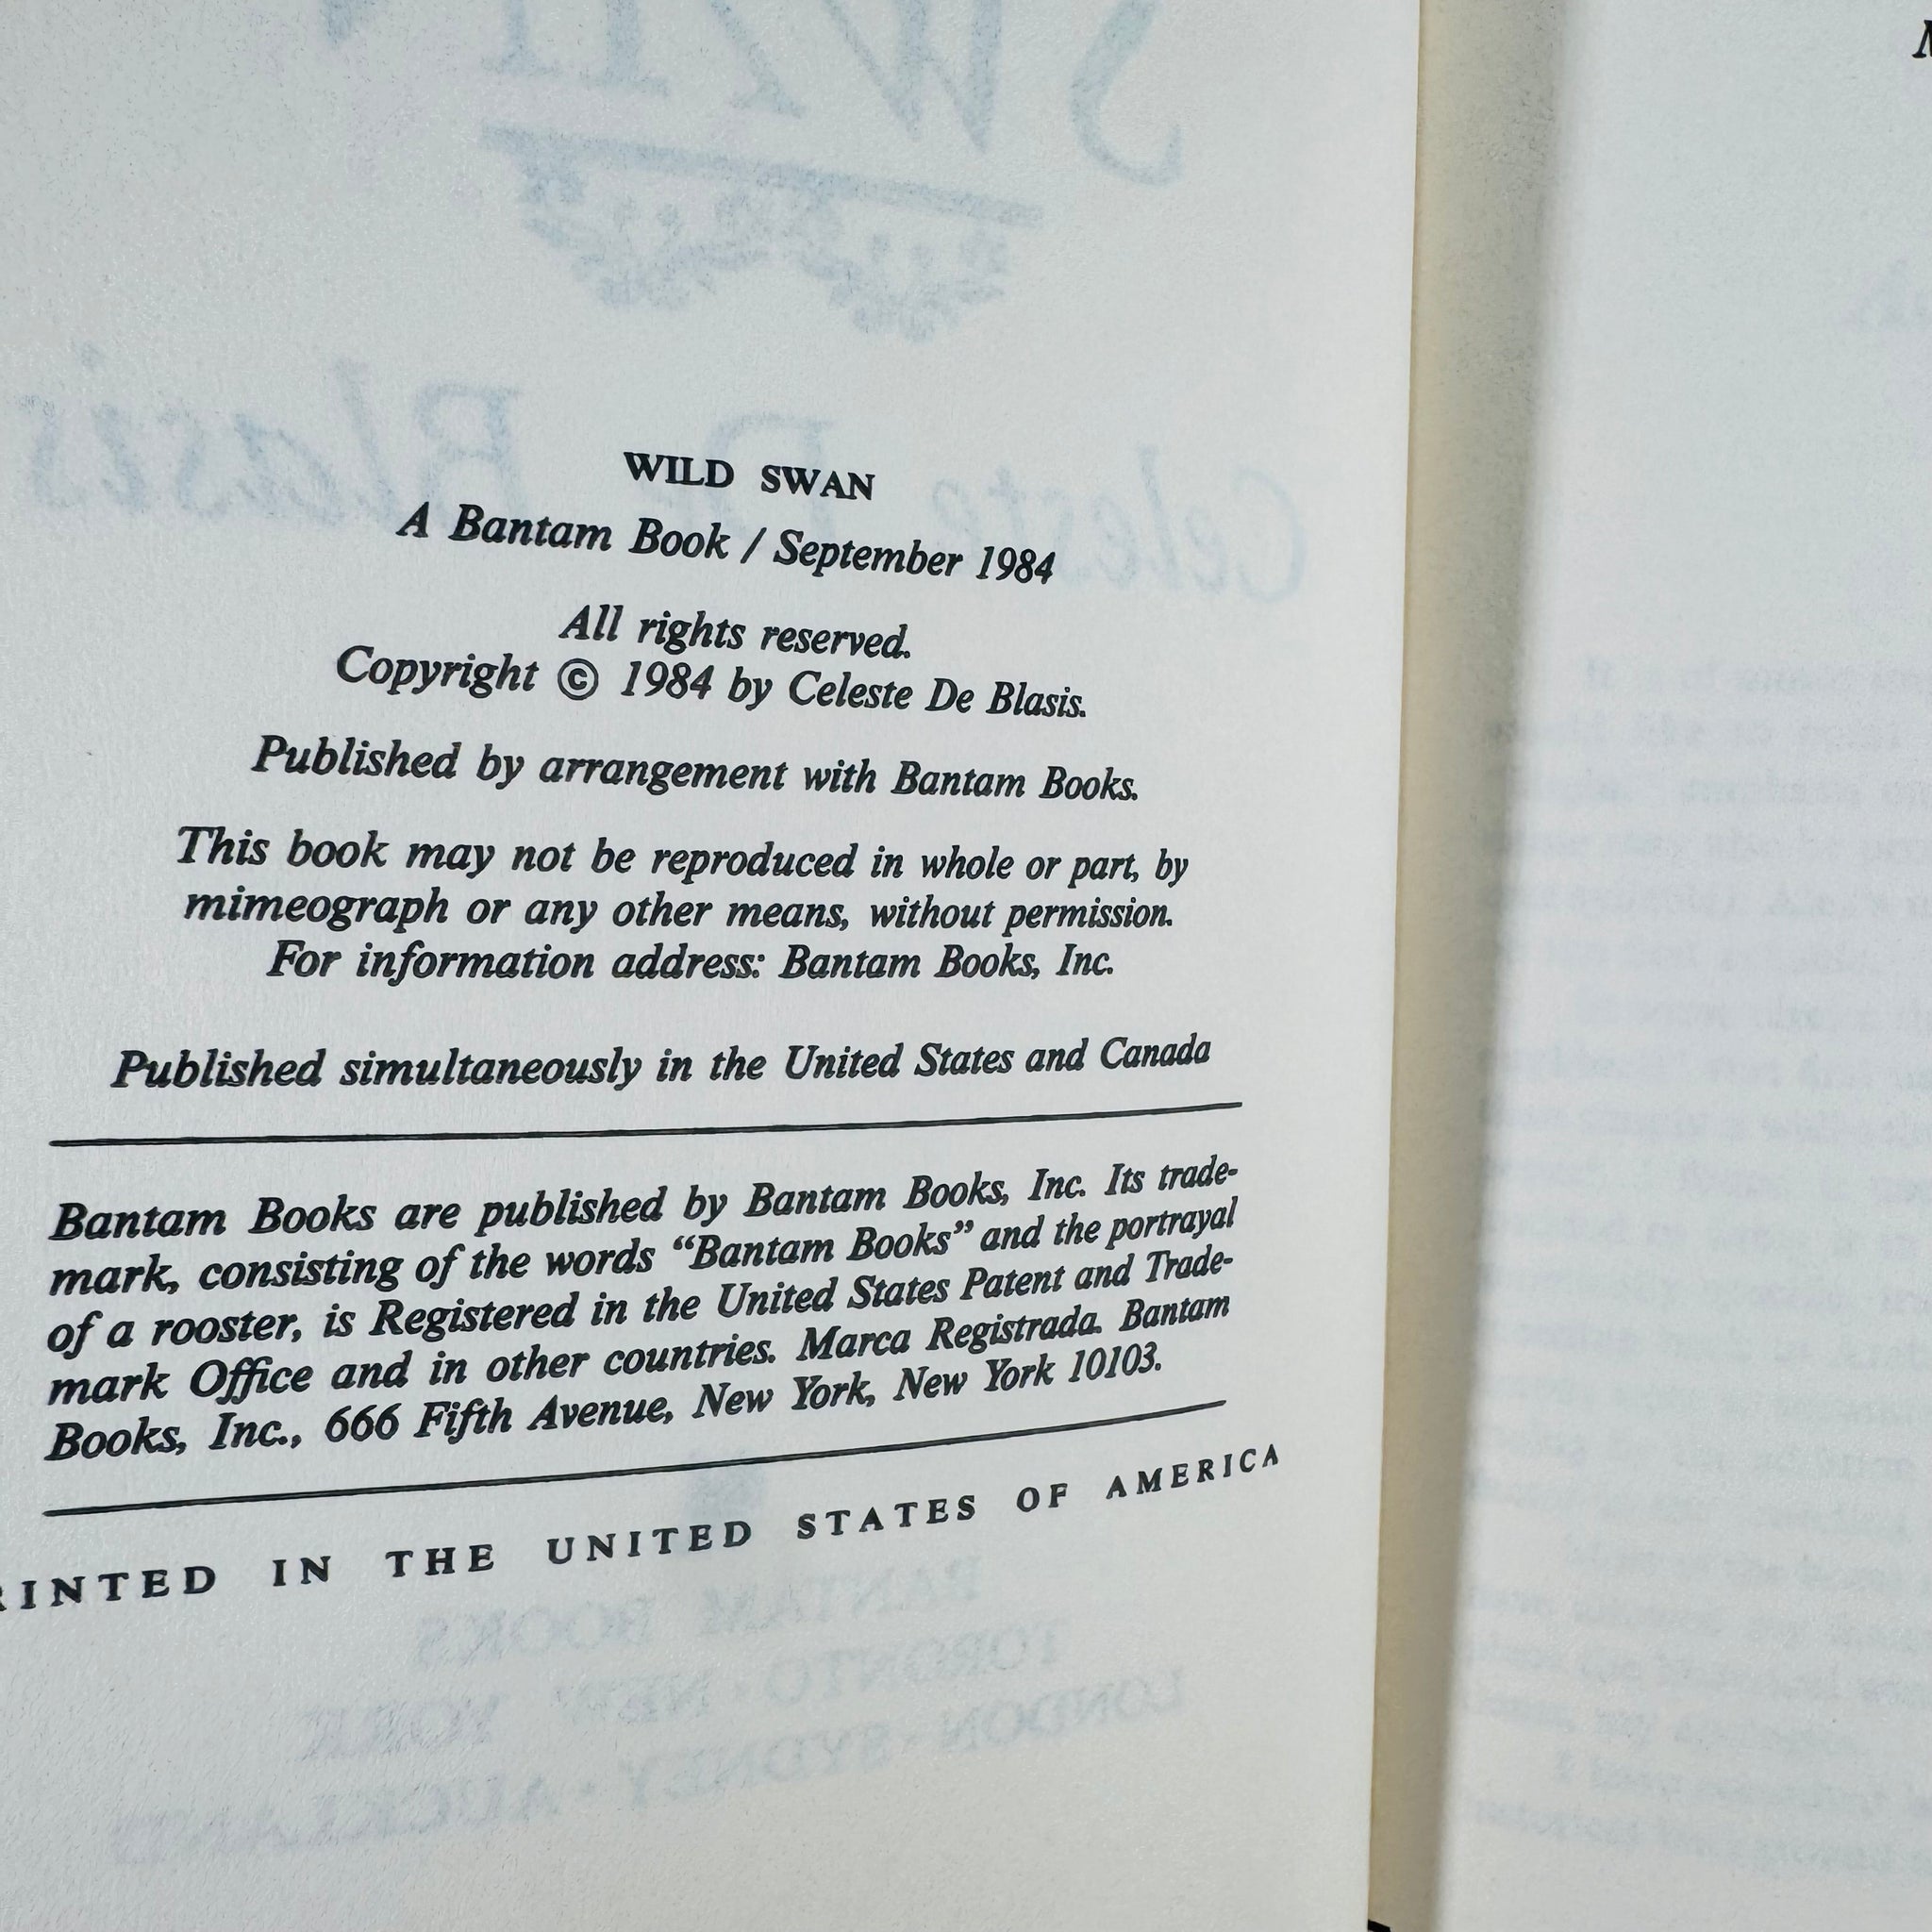 WILD SWAN
A Bantam Book / September 1984
All rights reserved.
Copyright © 1984 by Celeste De Blasis.
Published by arrangement with Bantam Books.
This book may not be reproduced in whole or part, by
mimeograph or any other means, without permission.
For information address: Bantam Books, Inc.
Published simultaneously in the United States and Canada
Bantam Books are published by Bantam Books, Inc. Its trade-
mark, consisting of the words “Bantam Books” and the portrayal
of a rooster, is Registered in the United States Patent and Trade-
mark Office and in other countries. Marca Registrada. Bantam
Books, Inc., 666 Fifth Avenue, New York, New York 10103.
RINTED IN THE UNITED STATES OF AMERICA